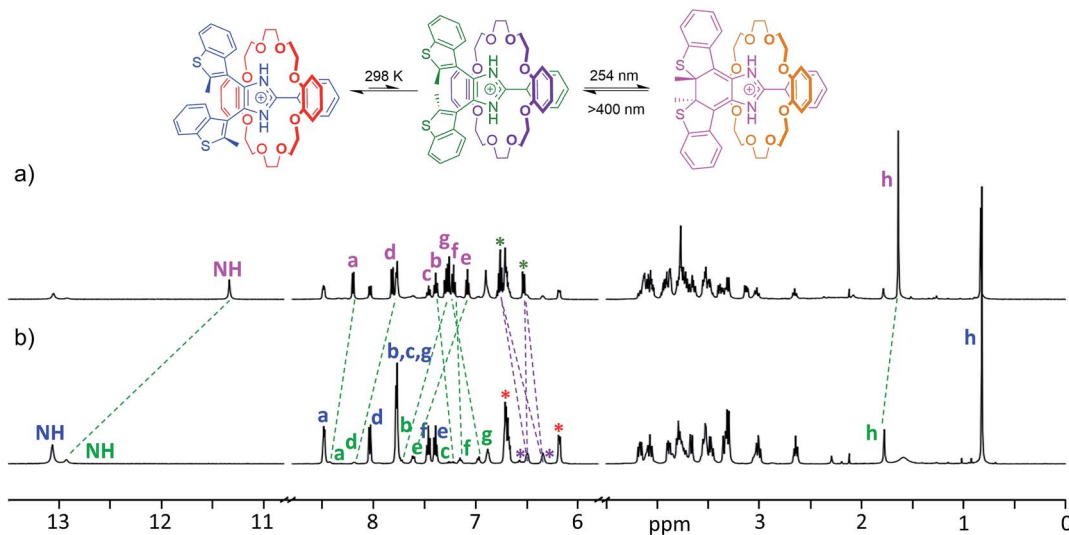 S
O
O
O
O
O
O
O
O
H
N
+
N
H
S
298 K
S
O
O
O
O
O
O
O
O
H
N
+
N
H
S
254 nm
>400 nm
S
O
O
O
O
O
O
O
O
H
N
+
N
H
S
a)
NH
a
d
c
b
g
f
e
*
*
h
b)
NH
NH
a
a
d
d
b,c,g
b
e
f
e
c
f
g
*
*
*
*
h
h
13
12
11
8
7
6
ppm
3
2
1
0